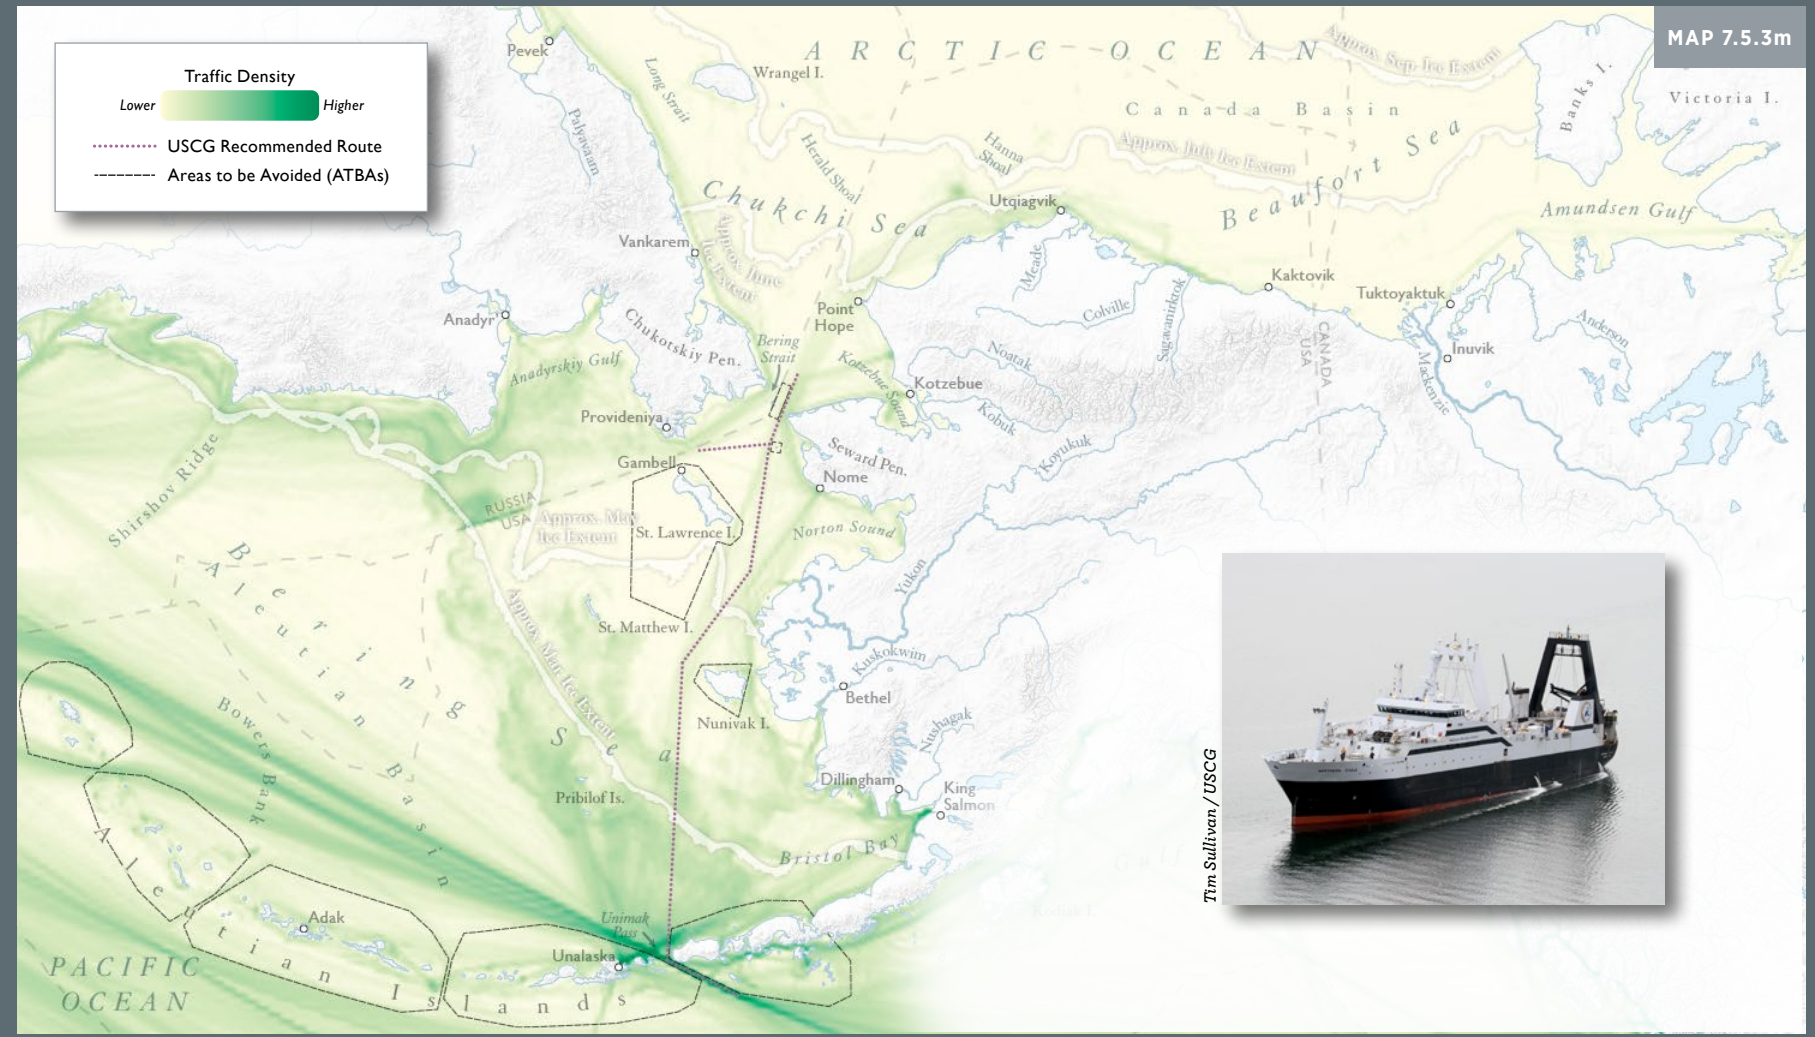 MAP 7.5.3m
Traffic Density
Lower
Higher
USCG Recommended Route
Areas to be Avoided (ATBAs)
Pevek
ARCTIC OCEAN
Approx. Sep. Ice Extent
Wrangel I.
Long Strait
Banks I.
Victoria I.
Canada Basin
Palyavaam
Herald Shoal
Hanna
Shoal
Approx. July Ice Extent
Beaufort Sea
Chukchi Sea
Utqiagvik
Amundsen Gulf
Vankarem
Approx. June
Ice Extent
Meade
Kaktovik
Tuktoyaktuk
Point
Hope
Colville
Sagavanirktok
Anadyr'
Chukotskiy Pen.
Bering
Strait
CANADA
USA
Anderson
Inuvik
Anadyrskiy Gulf
Kotzebue Sound
Noatak
Kotzebue
Mackenzie
Provideniya
Kobuk
Koyukuk
Seward Pen.
Gambell
Nome
Shirshov Ridge
RUSSIA
USA
Approx. May
Ice Extent
St. Lawrence I.
Norton Sound
Yukon
Bering Sea
Aleutian Basin
St. Matthew I.
Approx. Mar Ice Extent
Kuskokwim
Bethel
Nunivak I.
Nushagak
Bowers Bank
Dillingham
King
Salmon
Pribilof Is.
Bristol Bay
Kodiak I.
Adak
Unimak
Pass
Unalaska
Aleutian Islands
PACIFIC
OCEAN
Tim Sullivan / USCG